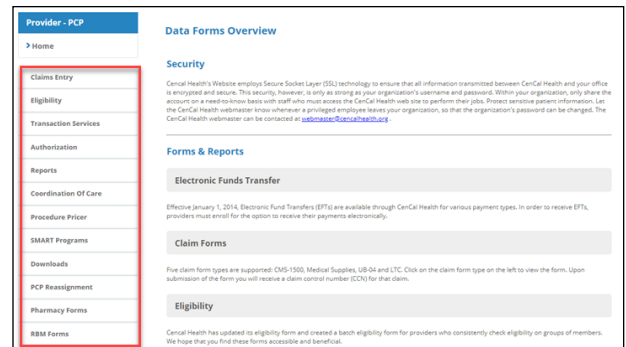 Provider - PCP
Home
Claims Entry
Eligibility
Transaction Services
Authorization
Reports
Coordination Of Care
Procedure Pricer
SMART Programs
Downloads
PCP Reassignment
Pharmacy Forms
RBM Forms
Data Forms Overview
Security
Cencal Health's Website employs Secure Socket Layer (SSL) technology to ensure that all information transmitted between CenCal Health and your office
is encrypted and secure. This security, however, is only as strong as your organization's username and password. Within your organization, only share the
account on a need-to-know basis with staff who must access the CenCal Health web site to perform their jobs. Protect sensitive patient information. Let
the CenCal Health webmaster know whenever a privileged employee leaves your organization, so that the organization's password can be changed. The
CenCal Health webmaster can be contacted at webmaster@cencalhealth.org .
Forms & Reports
Electronic Funds Transfer
Effective January 1, 2014, Electronic Fund Transfers (EFTs) are available through CenCal Health for various payment types. In order to receive EFTs,
providers must enroll for the option to receive their payments electronically.
Claim Forms
Five claim form types are supported: CMS-1500, Medical Supplies, UB-04 and LTC. Click on the claim form type on the left to view the form. Upon
submission of the form you will receive a claim control number (CCN) for that claim.
Eligibility
Cencal Health has updated its eligibility form and created a batch eligibility form for providers who consistently check eligibility on groups of members.
We hope that you find these forms accessible and beneficial.